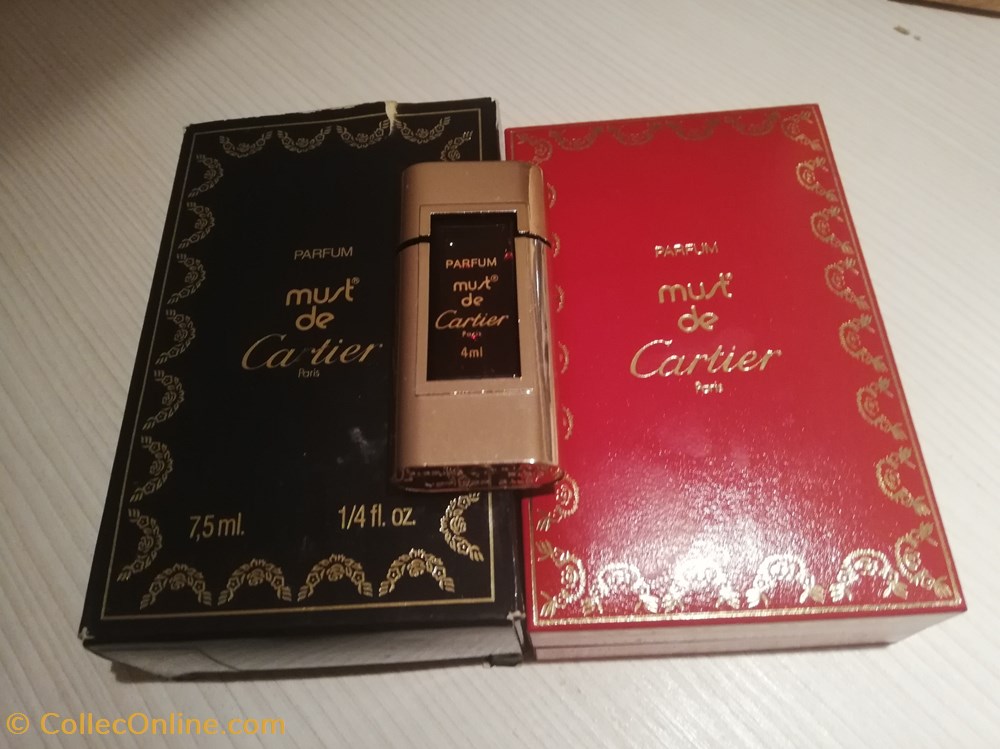 PARFUM
must®
de
Cartier
Paris
7,5 ml.
1/4 fl. oz.
PARFUM
must®
de
Cartier
Paris
4ml
PARFUM
must®
de
Cartier
Paris
© CollecOnline.com